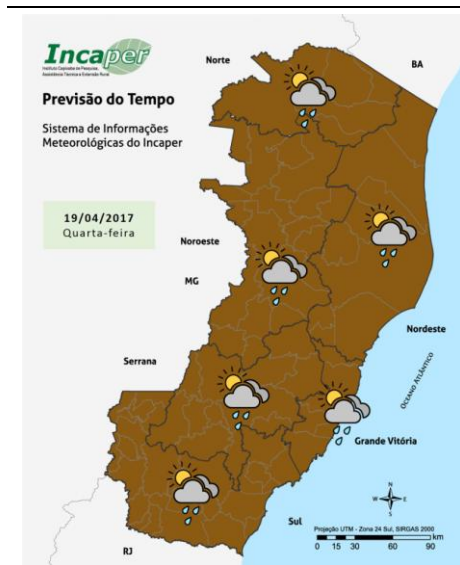 Incaper
Instituto Capixaba de Pesquisa,
Assistência Técnica e Extensão Rural
Previsão do Tempo
Sistema de Informações
Meteorológicas do Incaper
19/04/2017
Quarta-feira
Norte
BA
Noroeste
MG
Nordeste
Serrana
OCEANO ATLÂNTICO
Grande Vitória
N
W
E
S
Sul
Projeção UTM - Zona 24 Sul, SIRGAS 2000
km
0 15 30 60 90
RJ